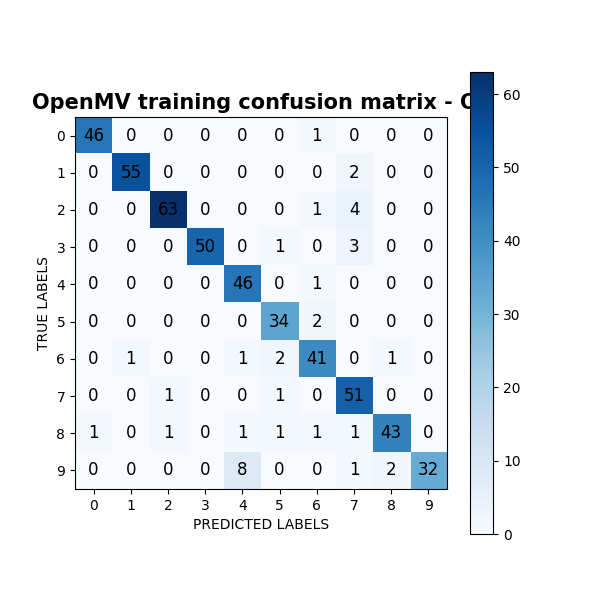 OpenMV training confusion matrix -
60
0 46 0 0 0 0 0 1 0 0 0
1 0 55 0 0 0 0 0 2 0 0
50
2 0 0 63 0 0 0 1 4 0 0
3 0 0 0 50 0 1 0 3 0 0
40
4 0 0 0 0 46 0 1 0 0 0
TRUE LABELS
5 0 0 0 0 0 34 2 0 0 0
30
6 0 1 0 0 1 2 41 0 1 0
20
7 0 0 1 0 0 1 0 51 0 0
8 1 0 1 0 1 1 1 1 43 0
10
9 0 0 0 0 8 0 0 1 2 32
0 1 2 3 4 5 6 7 8 9
PREDICTED LABELS
0